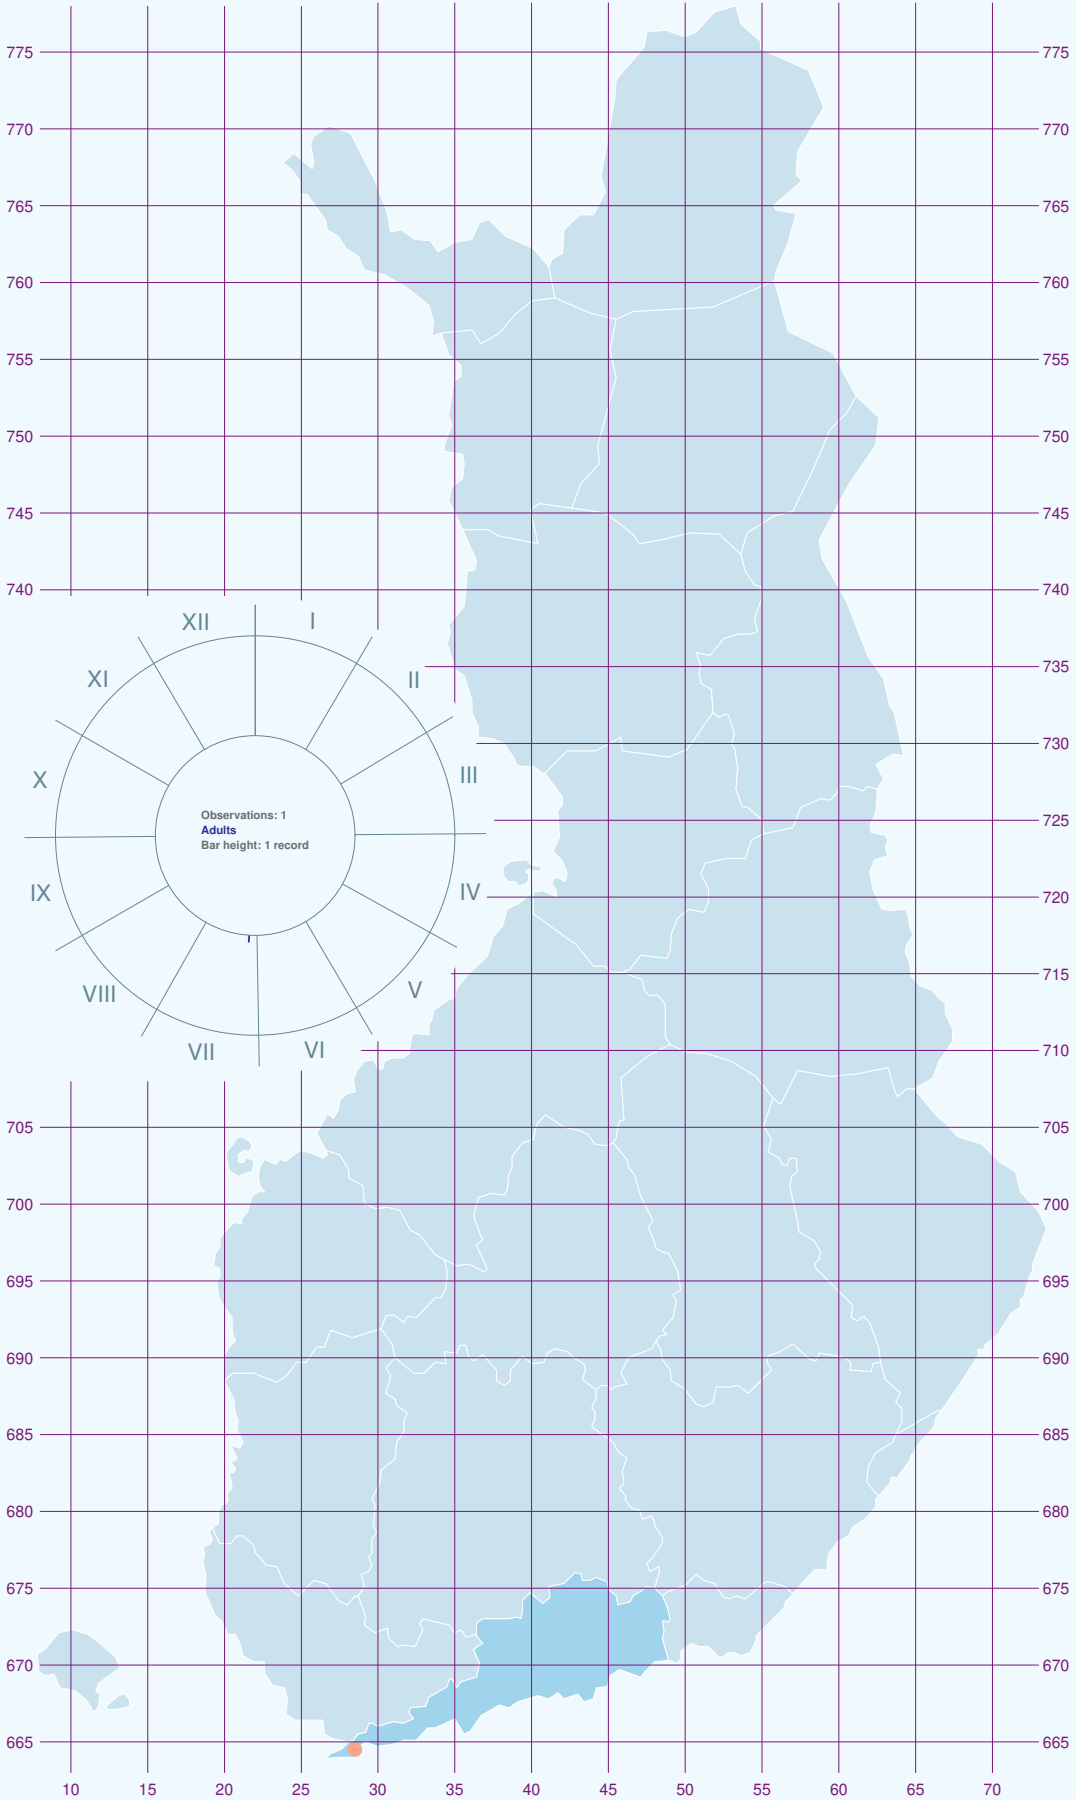 775 775
770 770
765 765
760 760
755 755
750 750
745 745
740 740
XII I
XI II
735
730
X III
Observations: 1
Adults
Bar height: 1 record
725
IX IV
720
VIII V
715
VII VI
710
705 705
700 700
695 695
690 690
685 685
680 680
675 675
670 670
665 665
10 15 20 25 30 35 40 45 50 55 60 65 70